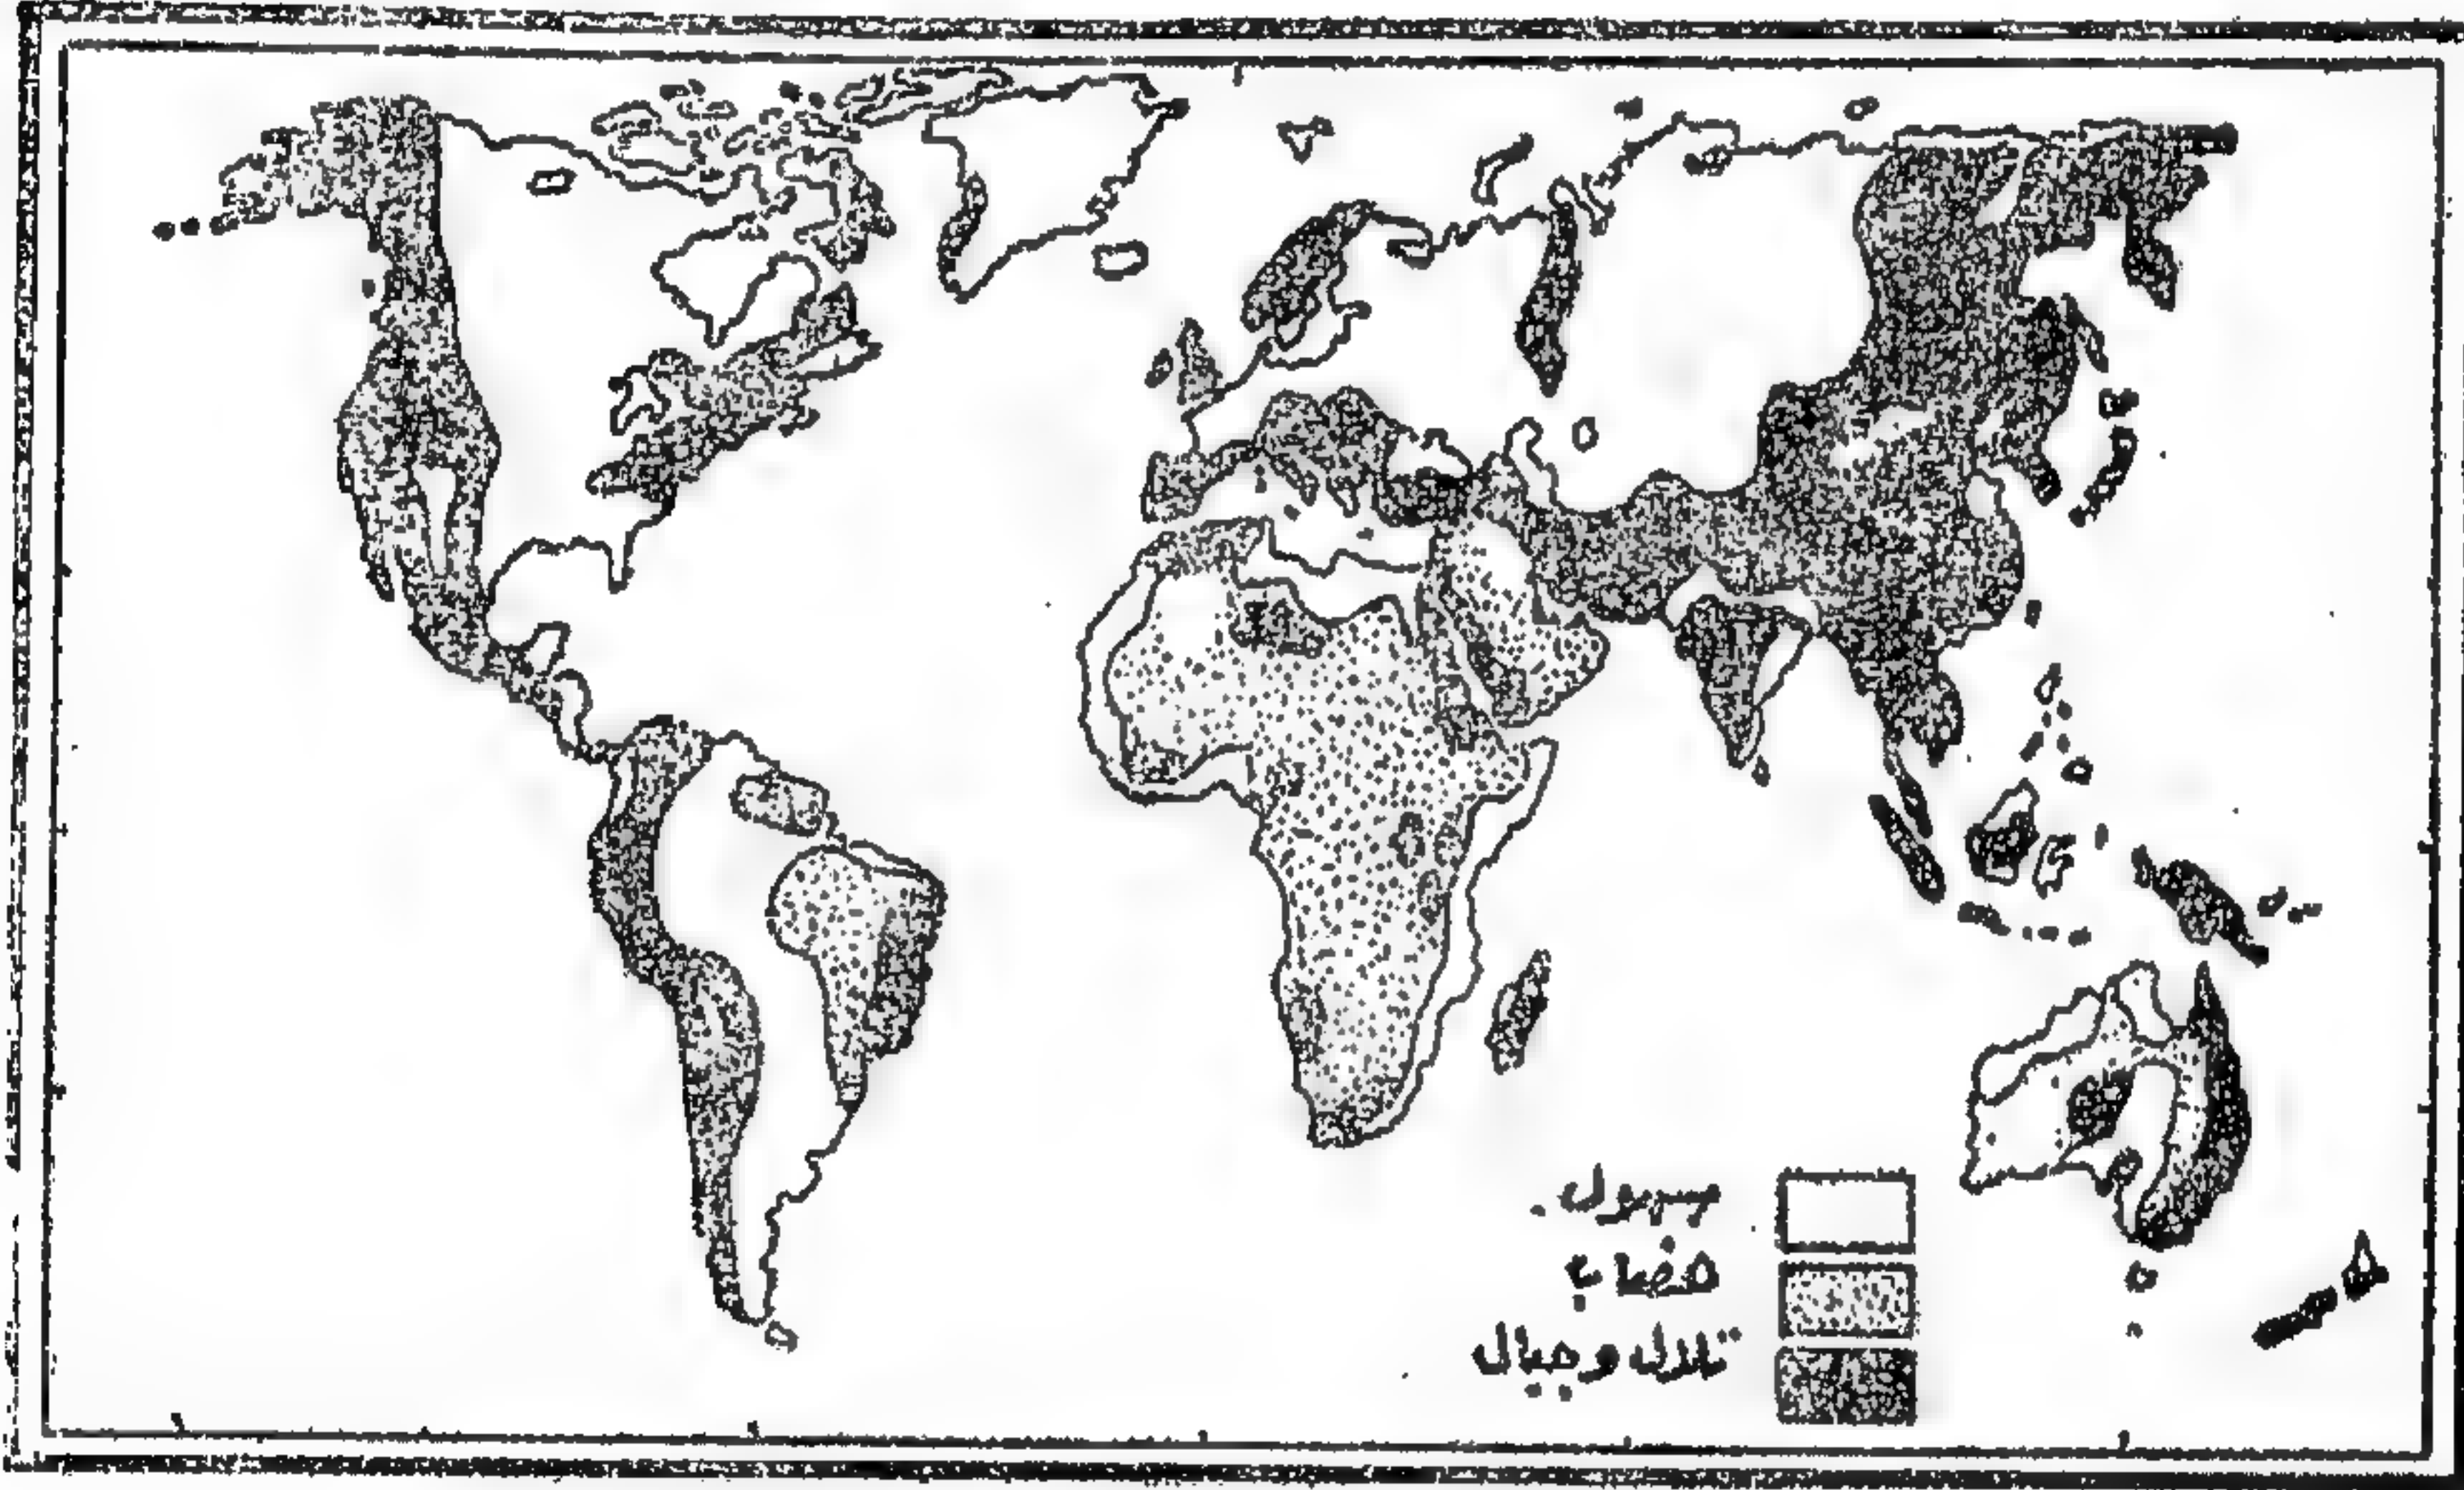 سهول.
هضاب
تلال وجبال